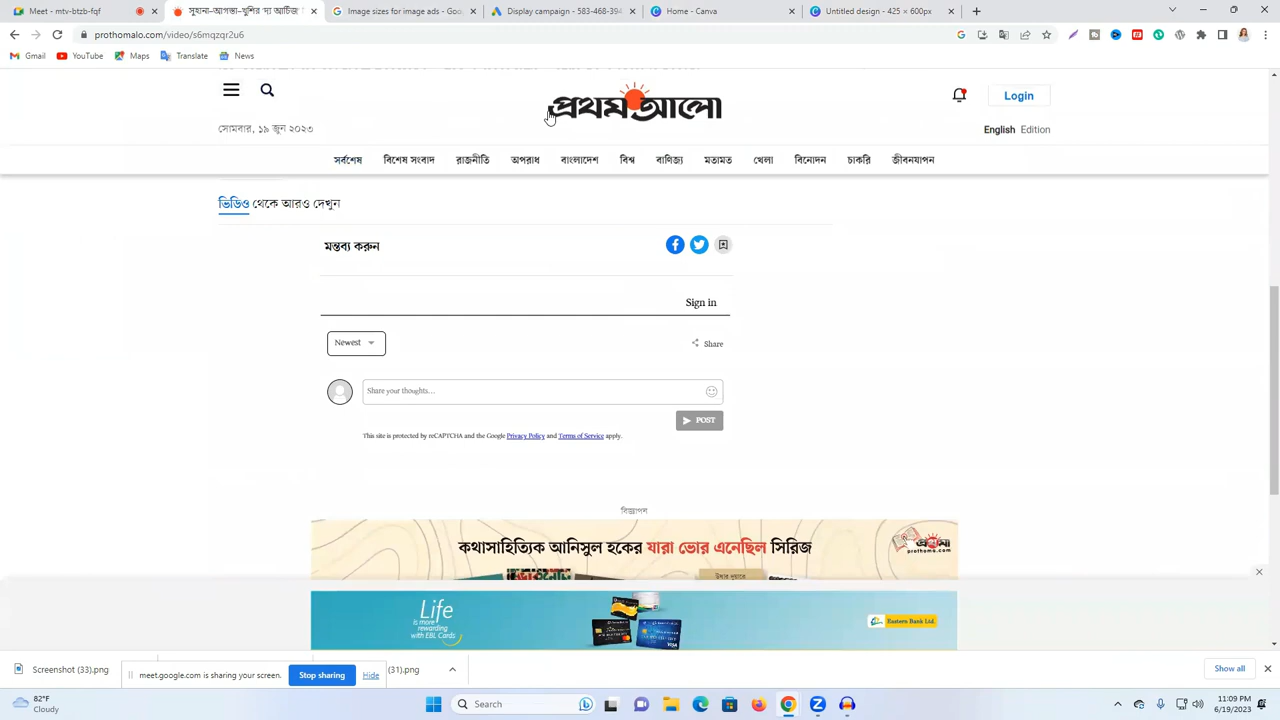 Meet - mtv-btzb-fqf
সুহানা-আগস্ত্য-খুশির 'দ্য আর্টিজ
Image sizes for image ads - Goo
Display campaign - 583-468-394
Home - Canva
Untitled design - 425 × 600px
prothomalo.com/video/s6mqzqr2u6
Gmail
YouTube
Maps
Translate
News
প্রথম আলো
Login
সোমবার, ১৯ জুন ২০২৩
English Edition
সর্বশেষ
বিশেষ সংবাদ
রাজনীতি
অপরাধ
বাংলাদেশ
বিশ্ব
বাণিজ্য
মতামত
খেলা
বিনোদন
চাকরি
জীবনযাপন
ভিডিও থেকে আরও দেখুন
মন্তব্য করুন
Sign in
Newest
Share
Share your thoughts...
POST
This site is protected by reCAPTCHA and the Google Privacy Policy and Terms of Service apply.
বিজ্ঞাপন
কথাসাহিত্যিক আনিসুল হকের যারা ভোর এনেছিল সিরিজ
prothoma.com
Life
is more
rewarding
with EBL Cards
Eastern Bank Ltd.
Screenshot (33).png
meet.google.com is sharing your screen.
Stop sharing
Hide
(31).png
Show all
82°F
Cloudy
Search
11:09 PM
6/19/2023